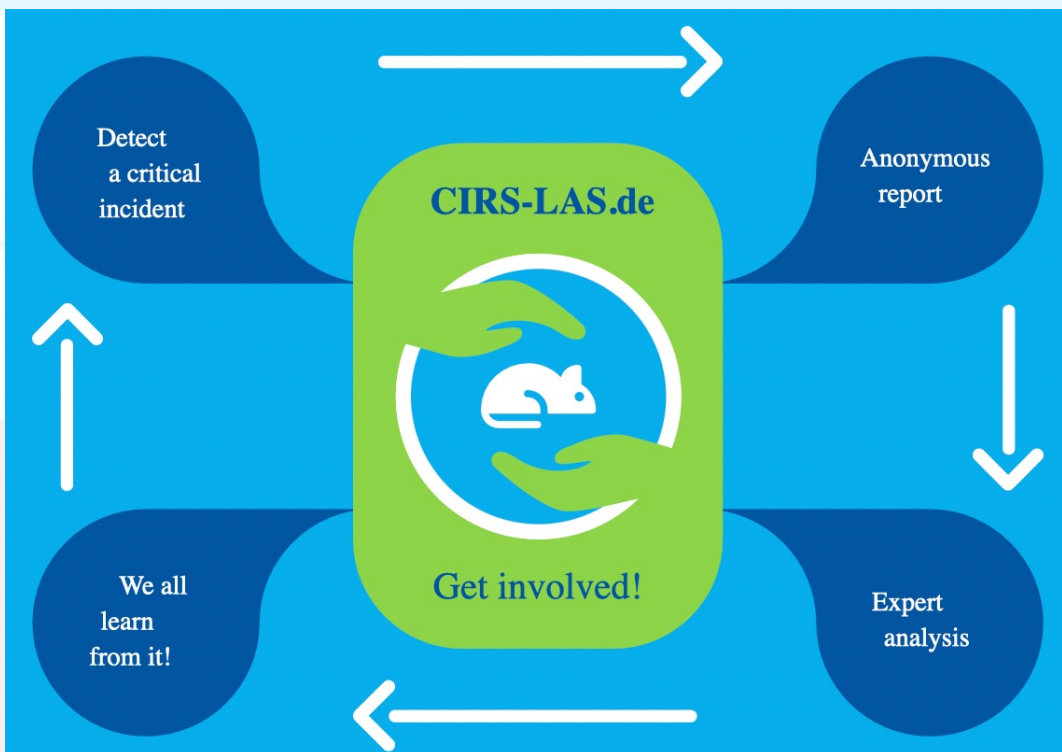 Detect
a critical
incident
Anonymous
report
CIRS-LAS.de
Get involved!
We all
learn
from it!
Expert
analysis